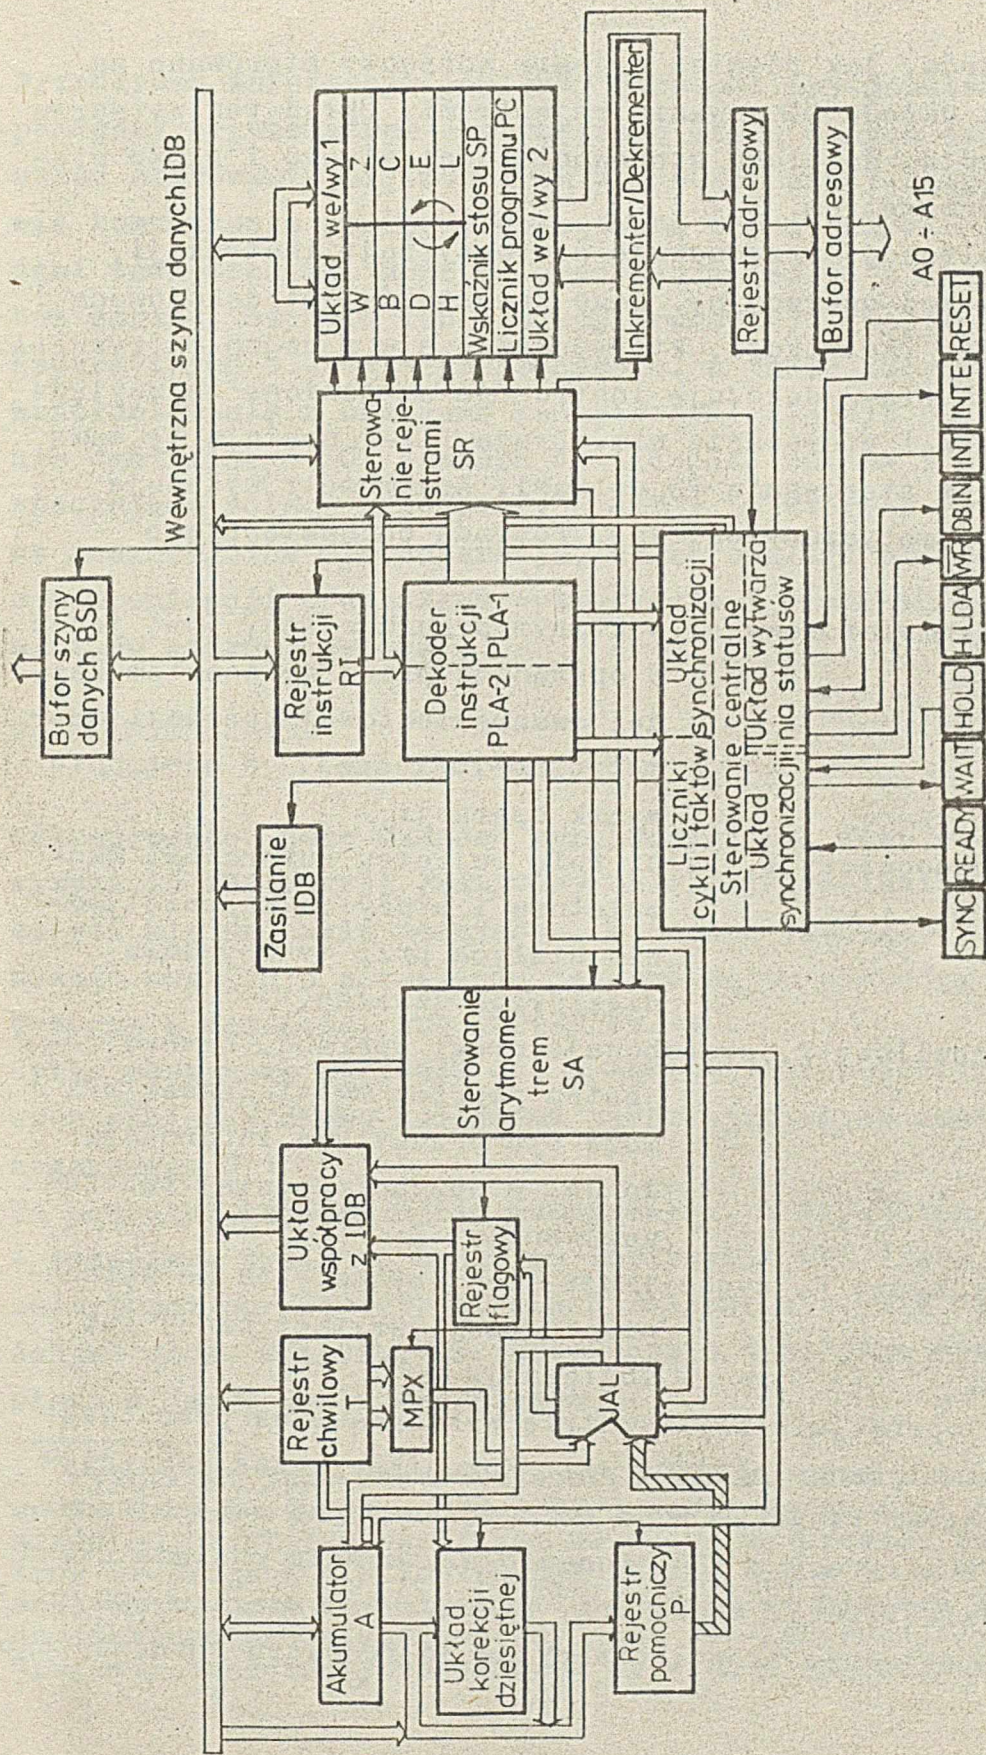 Wewnętrzna szyna danych IDB
Bufor szyny
danych BSD
Akumulator
A
Rejestr
chwilowy
T
MPX
Układ
współpracy
z IDB
Zasilanie
IDB
Rejestr
instrukcji
RI
Układ we/wy 1
W Z
B C
D E
H L
Wskaźnik stosu SP
Licznik programu PC
Układ we/wy 2
Układ
korekcji
dziesiętnej
Rejestr
flagowy
Sterowanie
arytmome-
trem
SA
Dekoder
instrukcji
PLA-2 PLA-1
Sterowa-
nie reje-
strami
SR
Inkrementer/Dekrementer
Rejestr
pomocniczy
P
JAL
Liczniki
cykli i taktów
Układ
synchronizacji
Sterowanie centralne
Układ
synchronizacji
Układ wytwarza-
nia statusów
Rejestr adresowy
Bufor adresowy
A0 ÷ A15
SYNC READY WAIT HOLD HLDA W̅R̅ DBIN INT INTE RESET